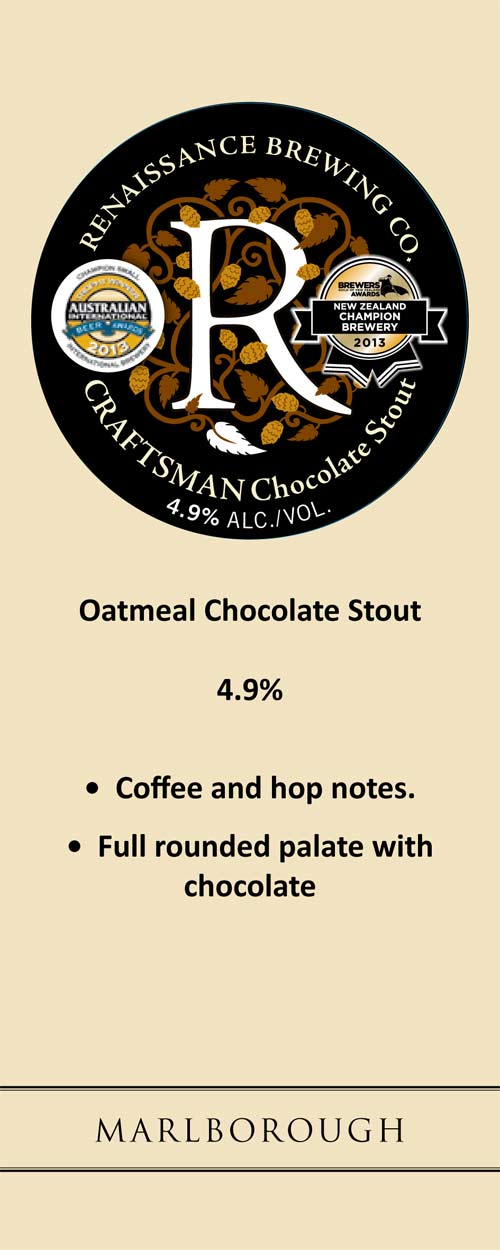 RENAISSANCE BREWING CO.
CHAMPION SMALL
AUSTRALIAN
INTERNATIONAL
BEER AWARDS
2013
INTERNATIONAL BREWERY
R
BREWERS
AWARDS
NEW ZEALAND
CHAMPION
BREWERY
2013
CRAFTSMAN Chocolate Stout
4.9% ALC./VOL.
Oatmeal Chocolate Stout
4.9%
• Coffee and hop notes.
• Full rounded palate with
chocolate
MARLBOROUGH